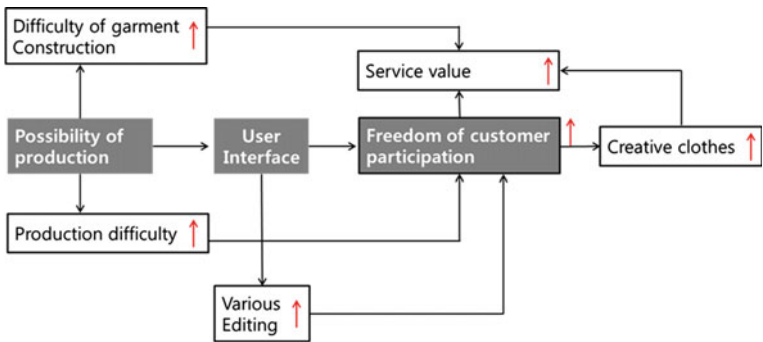 Difficulty of garment
Construction
Service value
Possibility of
production
User
Interface
Freedom of customer
participation
Creative clothes
Production difficulty
Various
Editing